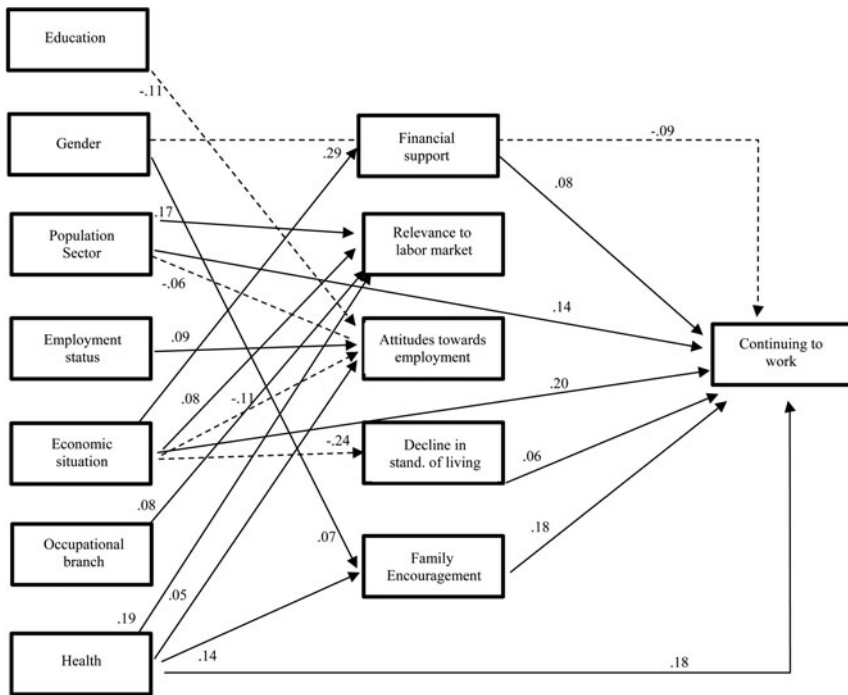 Education
-.11
Gender
.29
Financial
support
-.09
.08
Population
Sector
.17
-.06
Relevance to
labor market
.14
Employment
status
.09
Attitudes towards
employment
Continuing to
work
.20
.08
-.11
Economic
situation
-.24
Decline in
stand. of living
.06
.08
Occupational
branch
.07
.18
Family
Encouragement
.05
.19
Health
.14
.18